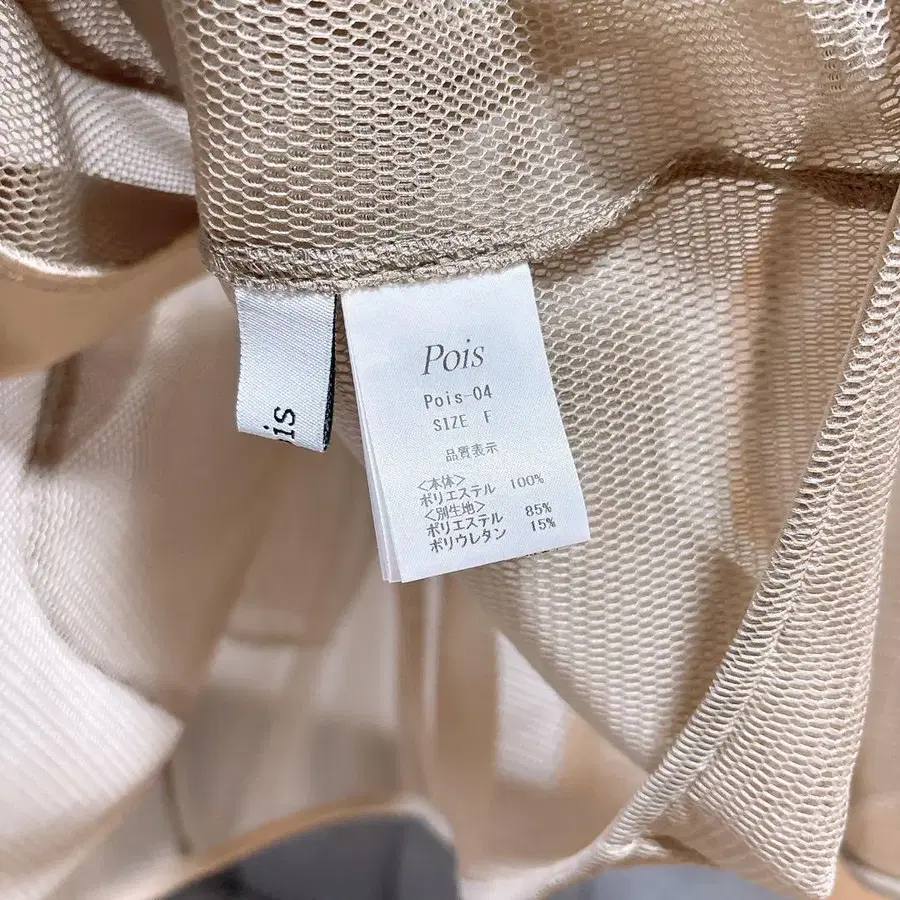 Pois
Pois-04
SIZE F
品質表示
<本体>
ポリエステル 100%
<別生地>
ポリエステル 85%
ポリウレタン 15%
ois